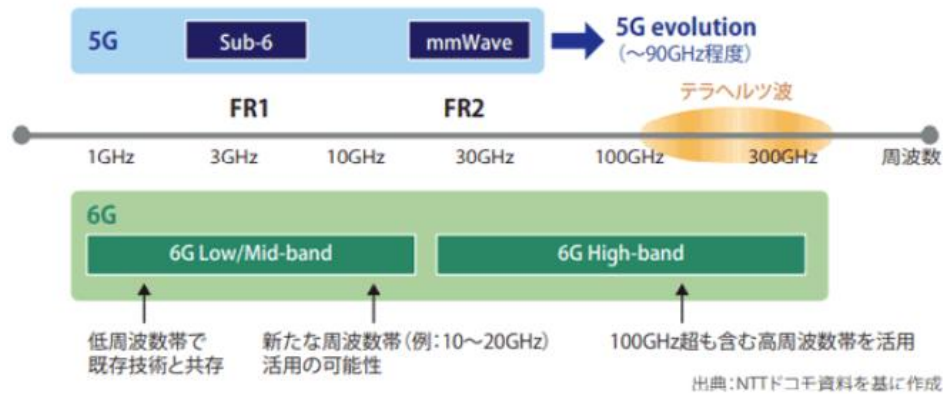 5G
Sub-6
mmWave
5G evolution
(～90GHz程度)
テラヘルツ波
FR1
FR2
1GHz
3GHz
10GHz
30GHz
100GHz
300GHz
周波数
6G
6G Low/Mid-band
6G High-band
低周波数帯で
既存技術と共存
新たな周波数帯(例:10～20GHz)
活用の可能性
100GHz超も含む高周波数帯を活用
出典:NTTドコモ資料を基に作成